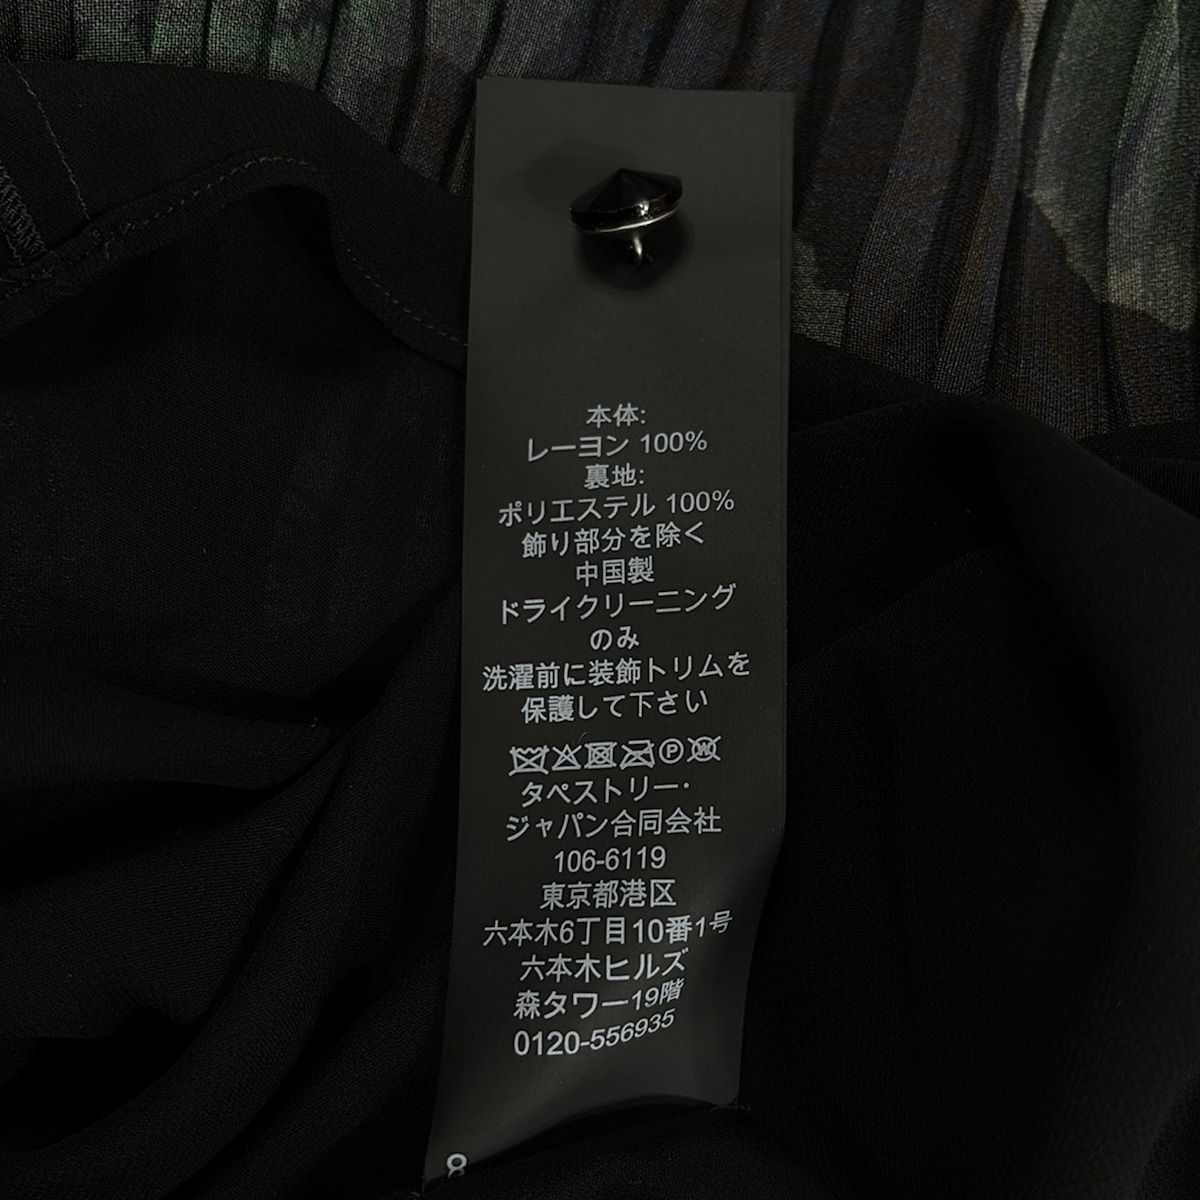 本体:
レーヨン 100%
裏地:
ポリエステル 100%
飾り部分を除く
中国製
ドライクリーニング
のみ
洗濯前に装飾トリムを
保護して下さい
P W
タペストリー・
ジャパン合同会社
106-6119
東京都港区
六本木6丁目10番1号
六本木ヒルズ
森タワー19階
0120-556935
8